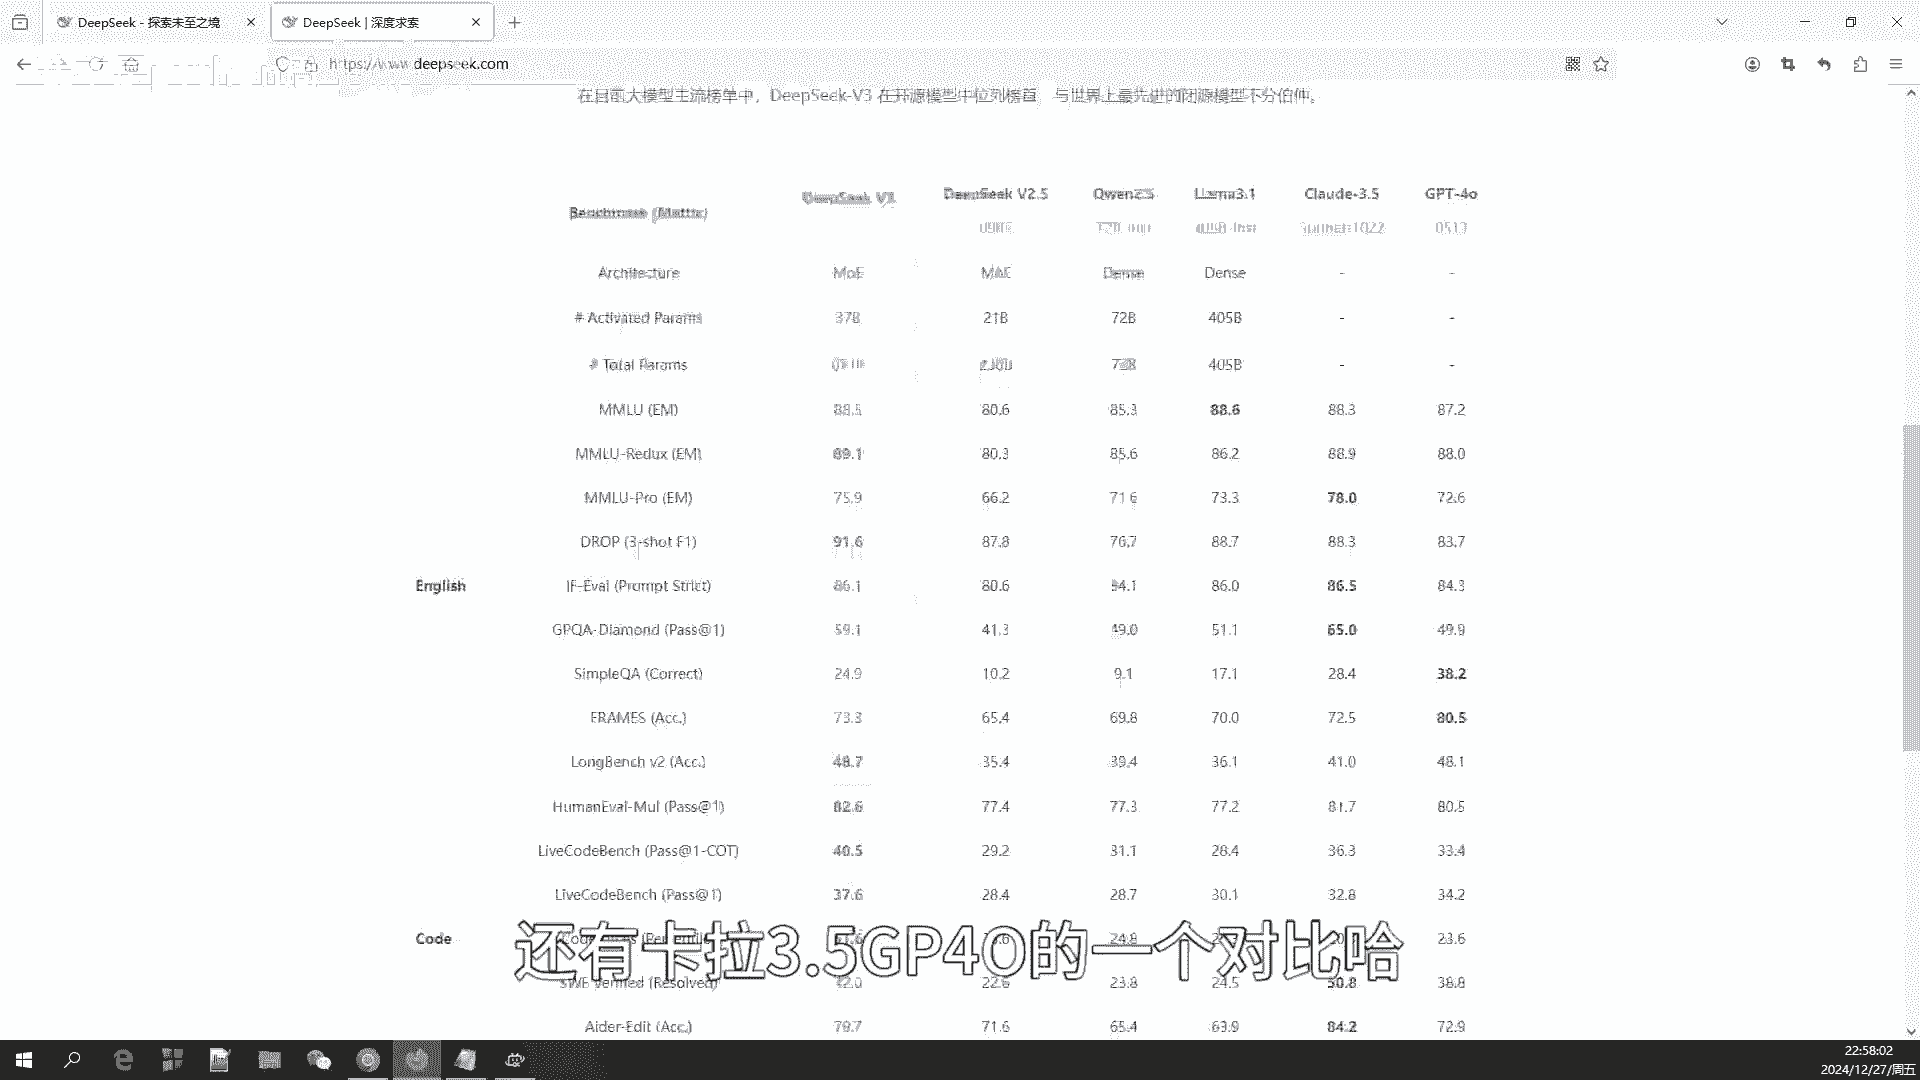 DeepSeek - 探索未至之境
DeepSeek | 深度求索
https://www.deepseek.com
在目前大模型主流榜单中，DeepSeek-V3 在开源模型中位列榜首，与世界上最先进的闭源模型不分伯仲。
Benchmark (Metric) DeepSeek V3 DeepSeek V2.5 Qwen2.5 Llama3.1 Claude-3.5 GPT-4o
0513
Architecture MoE Dense Dense - -
# Activated Params 37B 21B 72B 405B - -
# Total Params 72B 405B - -
MMLU (EM) 88.5 80.6 85.3 88.6 88.3 87.2
MMLU-Redux (EM) 89.1 80.3 85.6 86.2 88.9 88.0
MMLU-Pro (EM) 75.9 66.2 71.6 73.3 78.0 72.6
DROP (3-shot F1) 91.6 87.8 76.7 88.7 88.3 83.7
English IF-Eval (Prompt Strict) 86.1 80.6 84.1 86.0 86.5 84.3
GPQA-Diamond (Pass@1) 59.1 41.3 49.0 51.1 65.0 49.9
SimpleQA (Correct) 24.9 10.2 9.1 17.1 28.4 38.2
FRAMES (Acc.) 73.3 65.4 69.8 70.0 72.5 80.5
LongBench v2 (Acc.) 48.7 35.4 39.4 36.1 41.0 48.1
HumanEval-Mul (Pass@1) 82.6 77.4 77.3 77.2 81.7 80.5
LiveCodeBench (Pass@1-COT) 40.5 29.2 31.1 28.4 36.3 33.4
LiveCodeBench (Pass@1) 37.6 28.4 28.7 30.1 32.8 34.2
Code 24.8 23.6
还有卡拉3.5GP4O的一个对比哈
SWE Verified (Resolved) 42.0 22.6 23.8 24.5 50.8 38.8
Aider-Edit (Acc.) 79.7 71.6 65.4 63.9 84.2 72.9
22:58:02
2024/12/27/周五